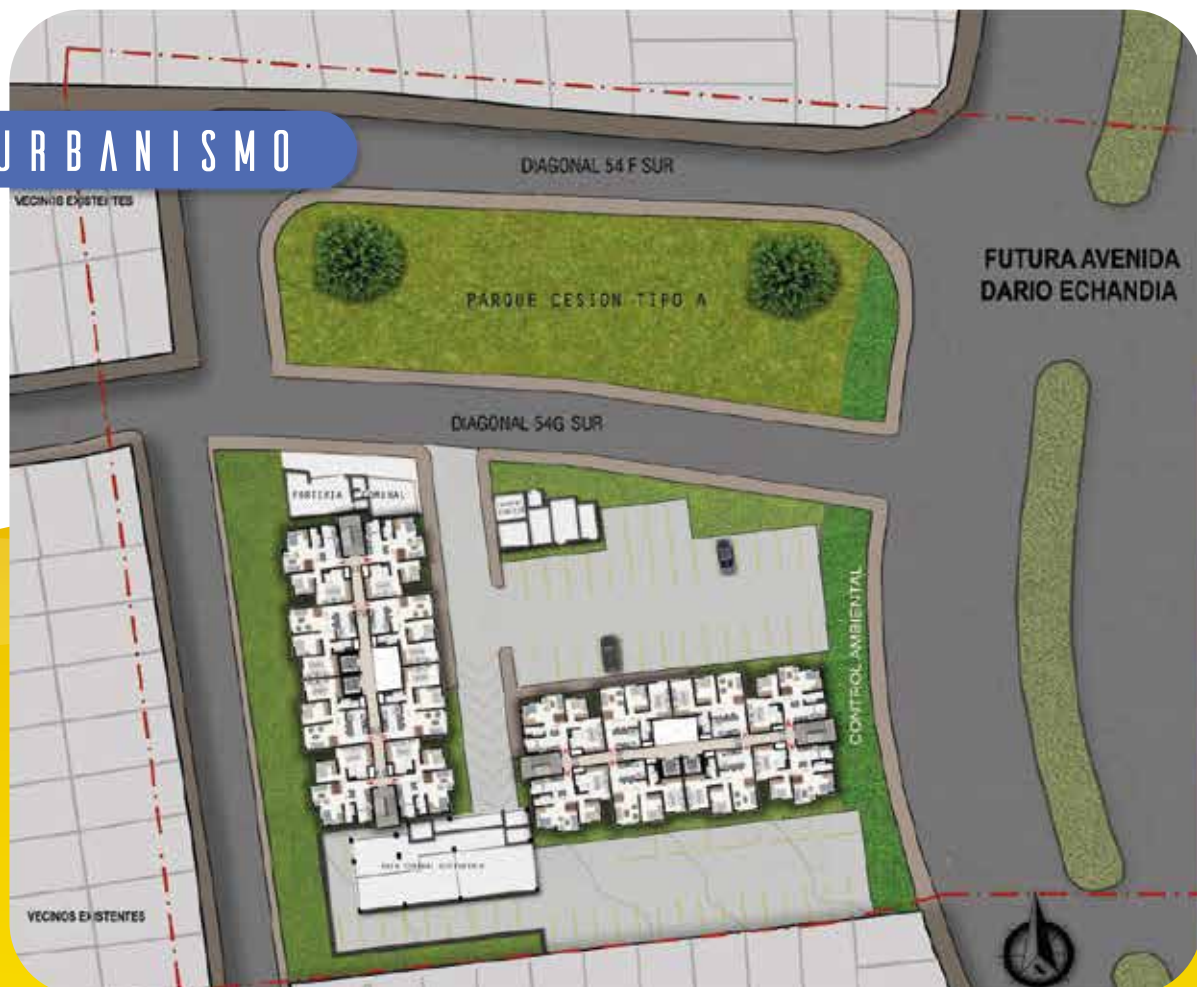 URBANISMO
DIAGONAL 54 F SUR
VECINOS EXISTENTES
FUTURA AVENIDA
DARIO ECHANDIA
PARQUE CESION TIPO A
DIAGONAL 54G SUR
PORTERIA COMUNAL
CONTROL AMBIENTAL
VECINOS EXISTENTES